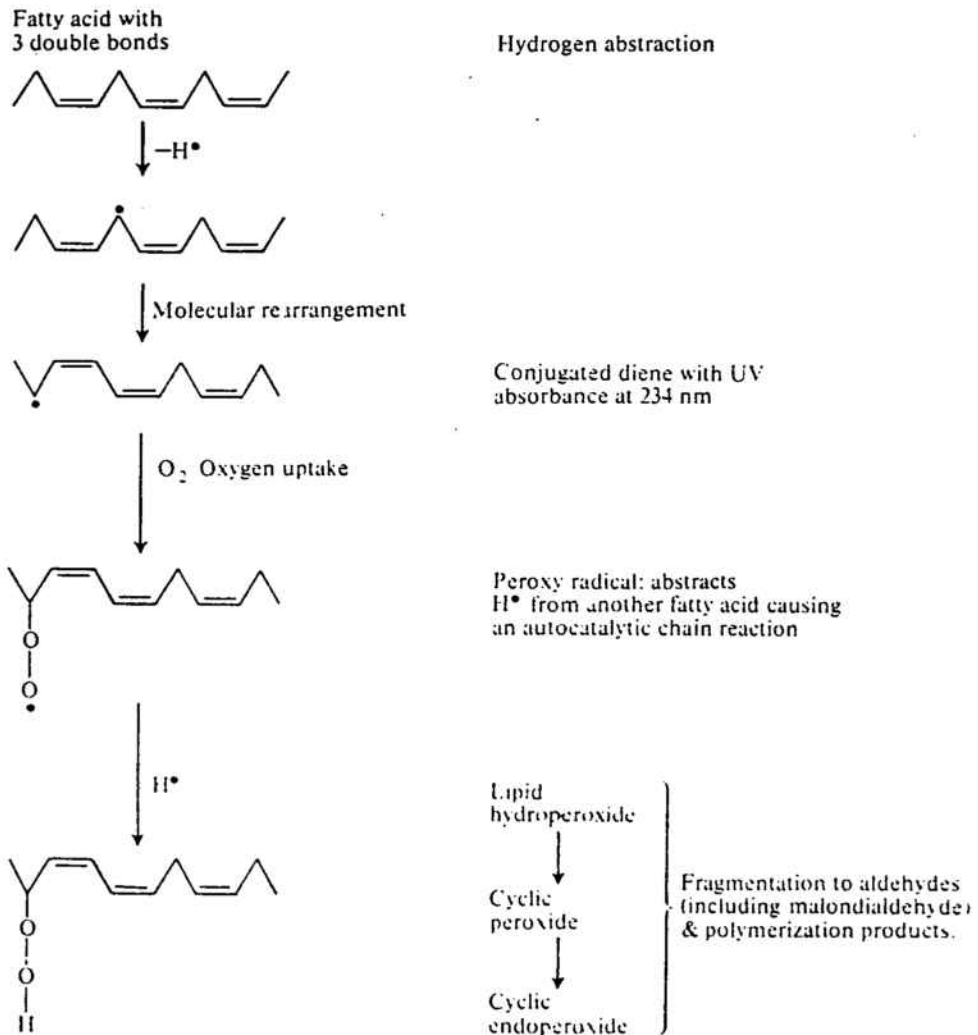 Fatty acid with
3 double bonds
Hydrogen abstraction
–H•
Molecular rearrangement
Conjugated diene with UV
absorbance at 234 nm
O₂ Oxygen uptake
Peroxy radical: abstracts
H• from another fatty acid causing
an autocatalytic chain reaction
O
O
•
H•
Lipid
hydroperoxide
Cyclic
peroxide
Cyclic
endoperoxide
Fragmentation to aldehydes
(including malondialdehyde)
& polymerization products.
O
O
H